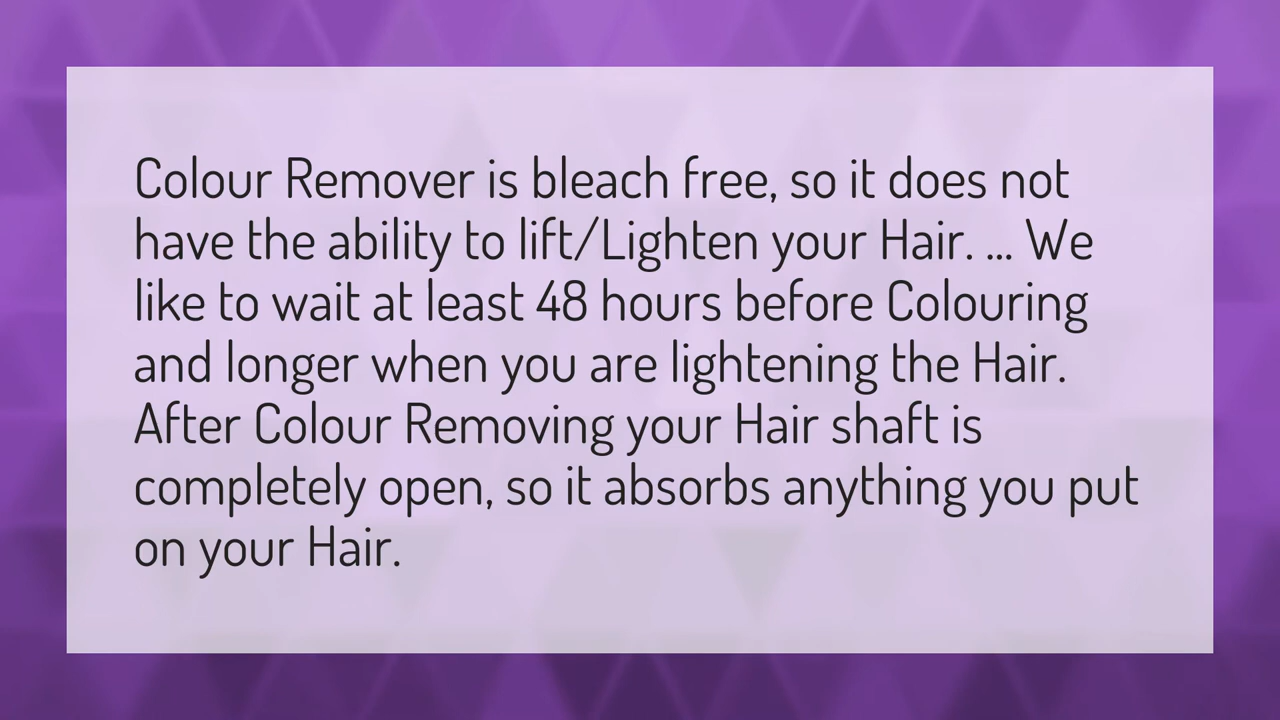 Colour Remover is bleach free, so it does not
have the ability to lift/Lighten your Hair. ... We
like to wait at least 48 hours before Colouring
and longer when you are lightening the Hair.
After Colour Removing your Hair shaft is
completely open, so it absorbs anything you put
on your Hair.